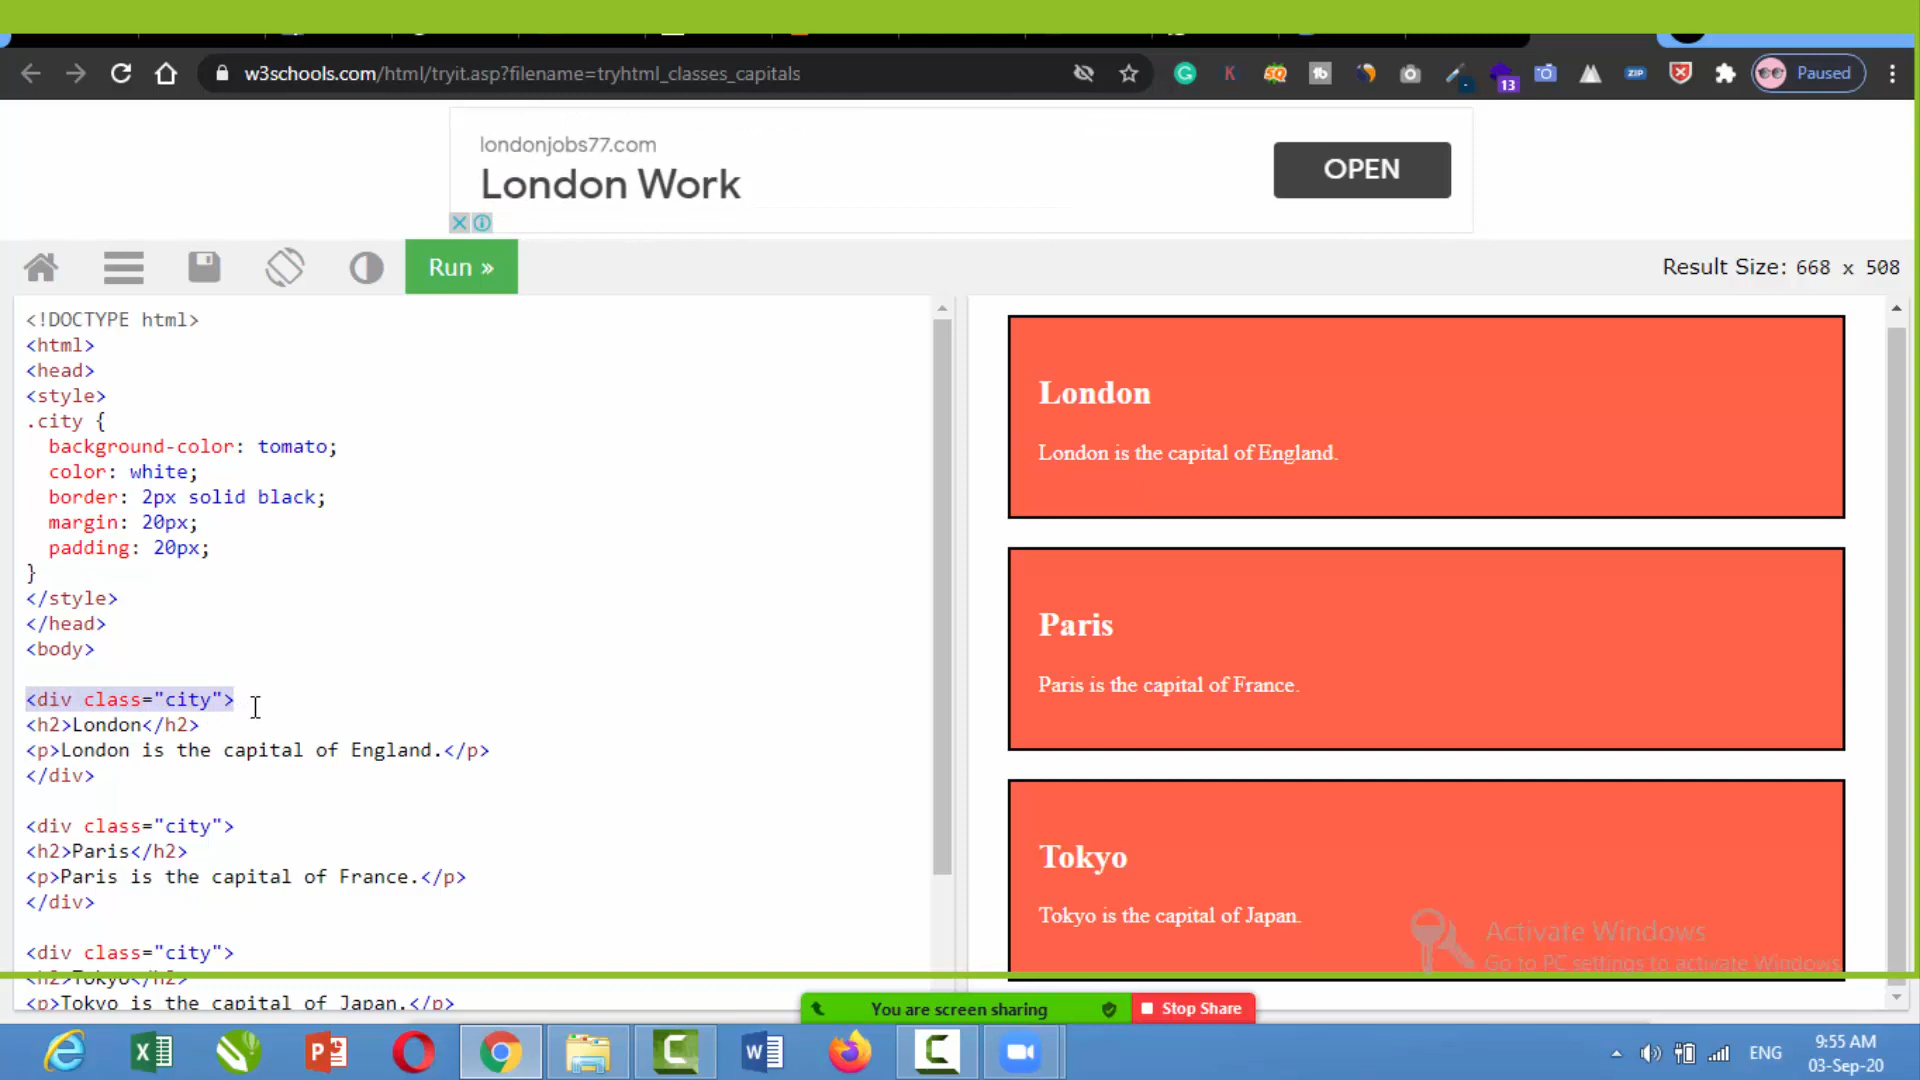 w3schools.com/html/tryit.asp?filename=tryhtml_classes_capitals
13
ZIP
Paused
londonjobs77.com
London Work
OPEN
Run »
Result Size: 668 x 508
<!DOCTYPE html>
<html>
<head>
<style>
.city {
background-color: tomato;
color: white;
border: 2px solid black;
margin: 20px;
padding: 20px;
}
</style>
</head>
<body>
<div class="city">
<h2>London</h2>
<p>London is the capital of England.</p>
</div>
<div class="city">
<h2>Paris</h2>
<p>Paris is the capital of France.</p>
</div>
<div class="city">
<h2>Tokyo</h2>
<p>Tokyo is the capital of Japan.</p>
London
London is the capital of England.
Paris
Paris is the capital of France.
Tokyo
Tokyo is the capital of Japan.
Activate Windows
Go to PC settings to activate Windows.
You are screen sharing
Stop Share
ENG
9:55 AM
03-Sep-20